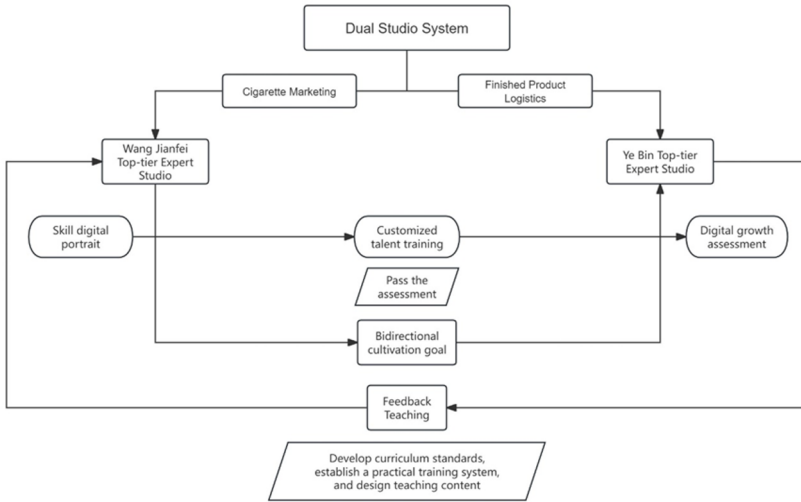 Dual Studio System
Cigarette Marketing
Finished Product
Logistics
Wang Jianfei
Top-tier Expert
Studio
Ye Bin Top-tier
Expert Studio
Skill digital
portrait
Customized
talent training
Digital growth
assessment
Pass the
assessment
Bidirectional
cultivation goal
Feedback
Teaching
Develop curriculum standards,
establish a practical training system,
and design teaching content